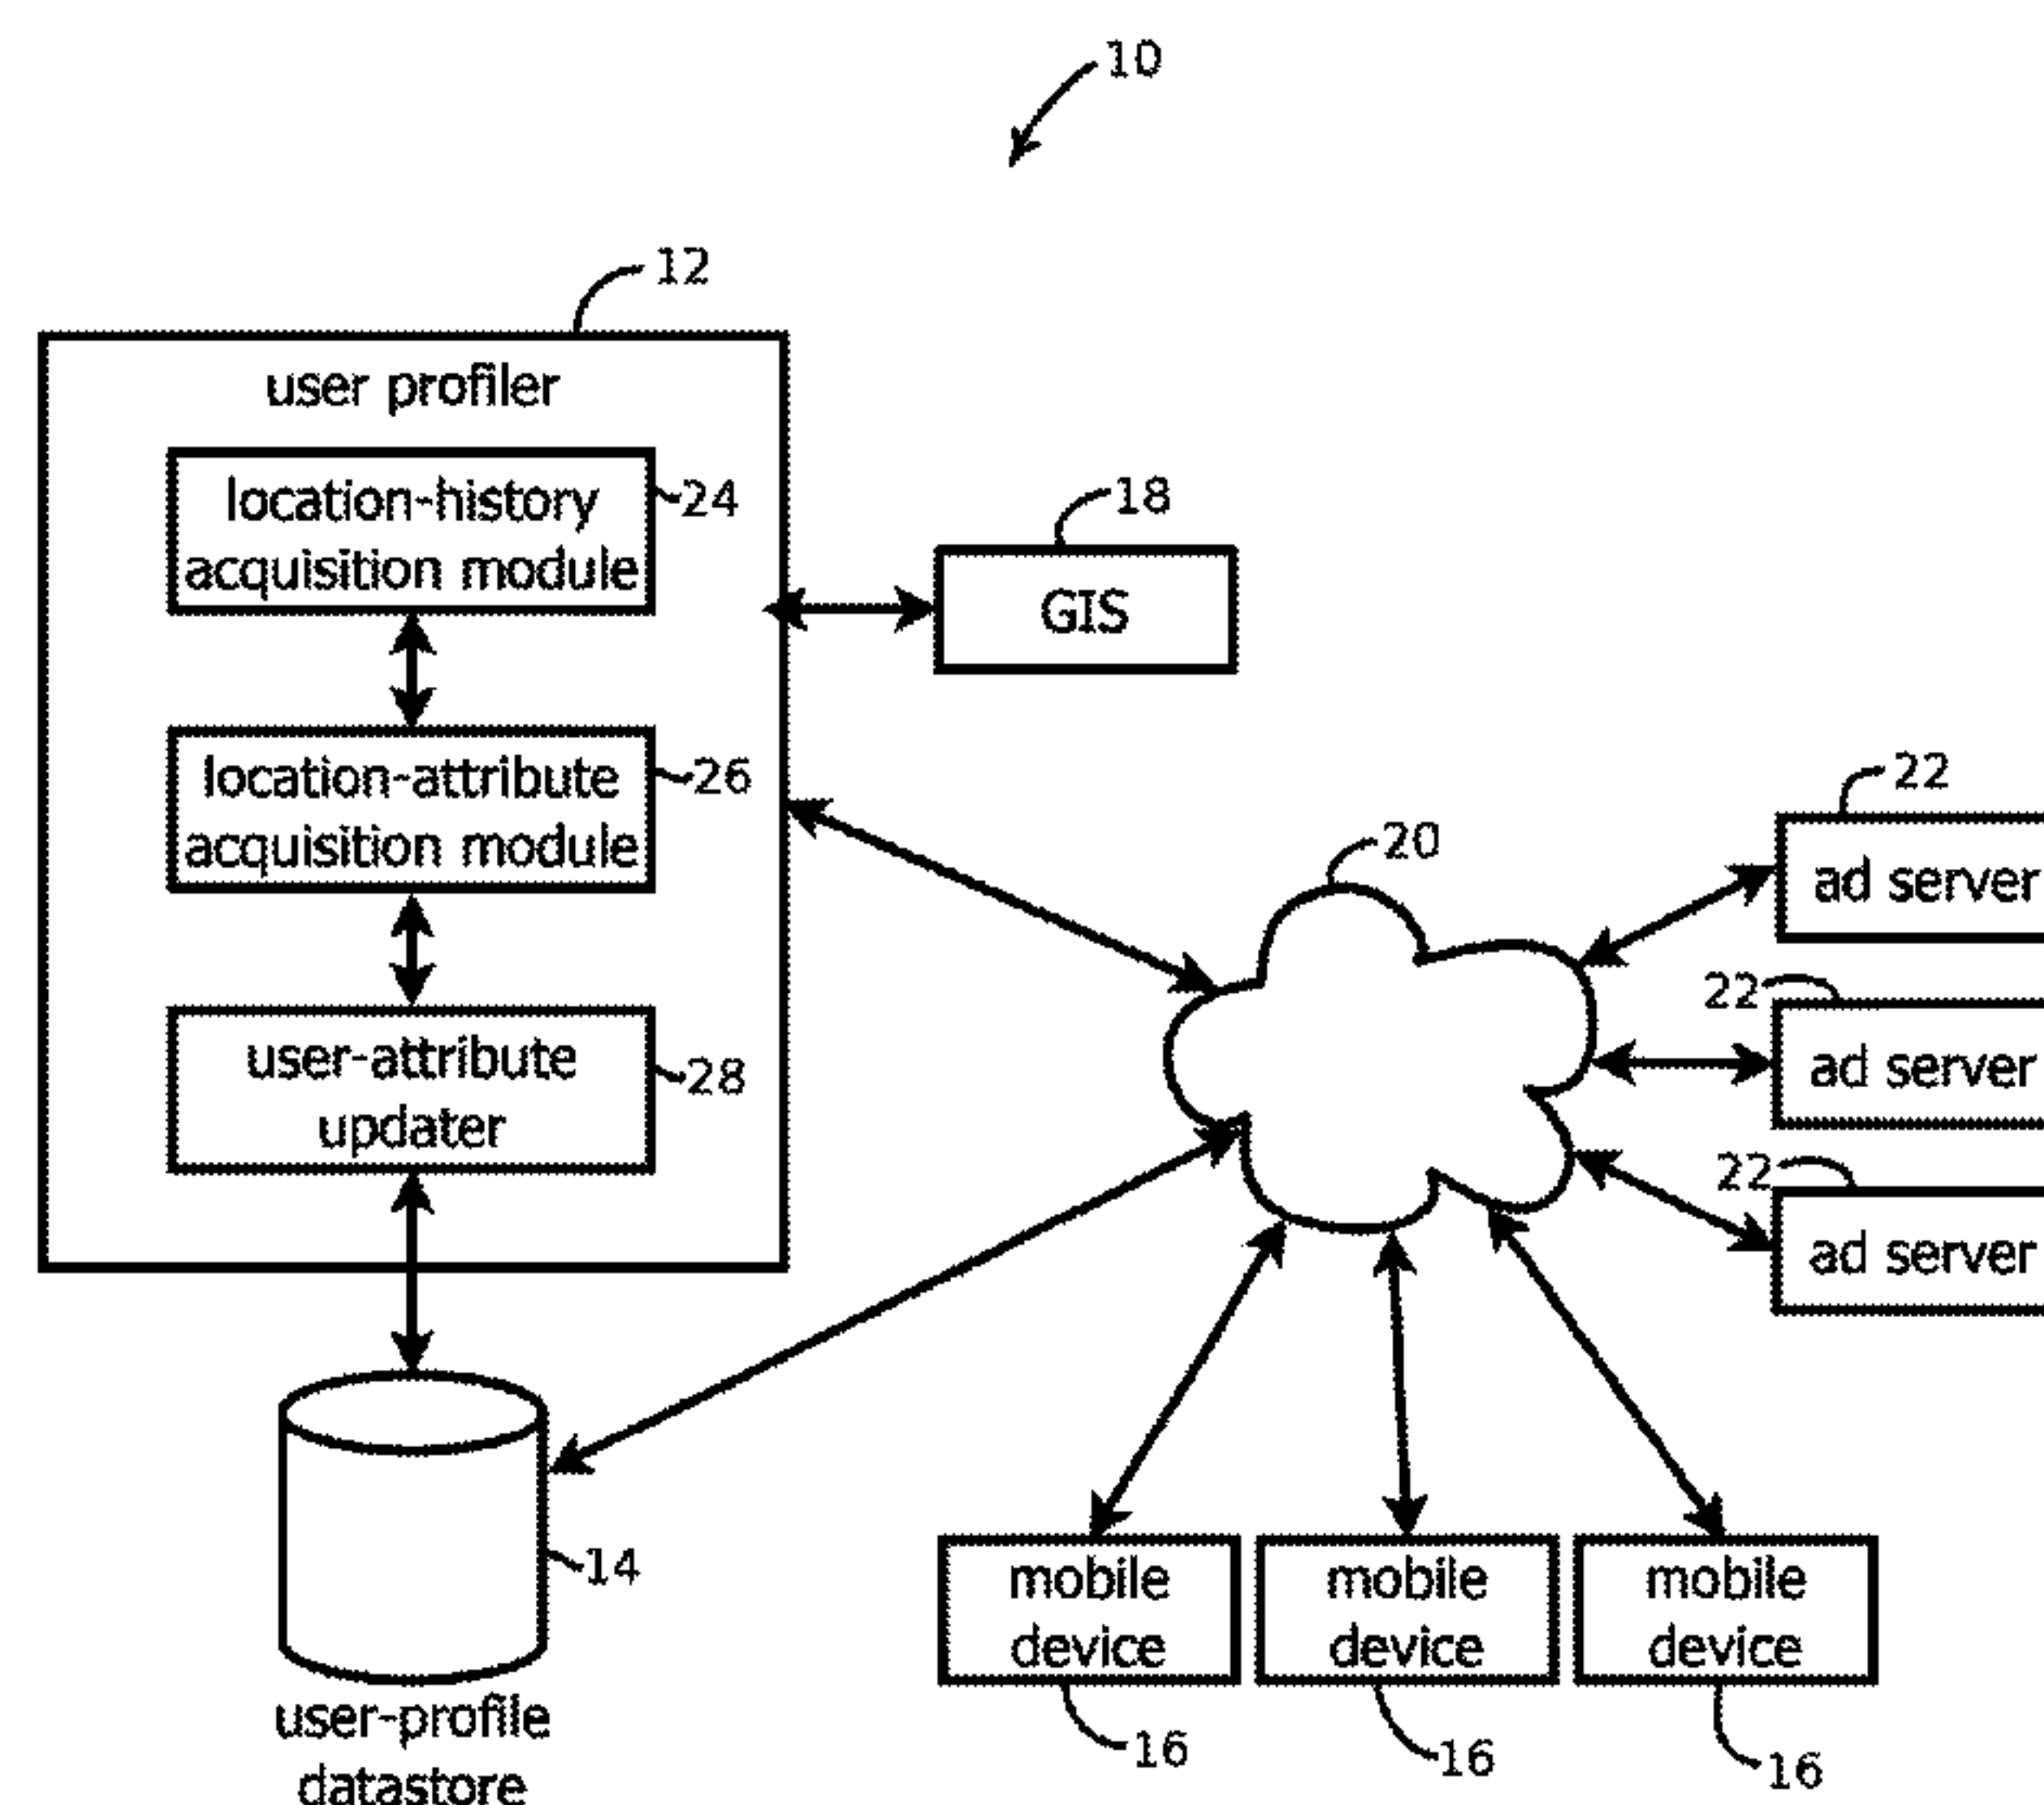 10
12
user profiler
location-history
acquisition module
24
18
GIS
location-attribute
acquisition module
26
22
ad server
20
22
ad server
user-attribute
updater
28
22
ad server
14
mobile
device
mobile
device
mobile
device
user-profile
datastore
16
16
16